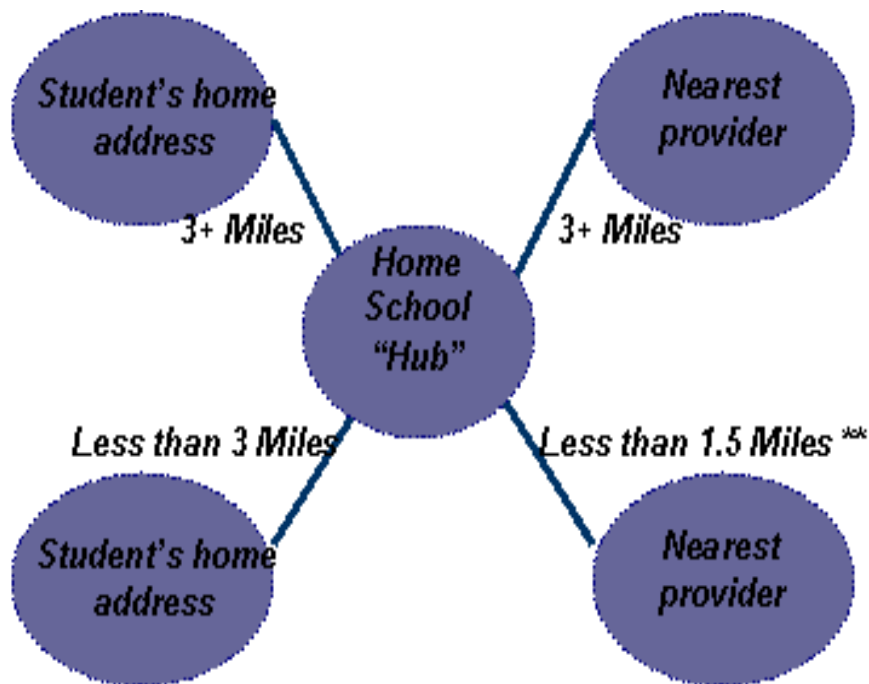 Student's home
address
Nearest
provider
3+ Miles
3+ Miles
Home
School
“Hub”
Less than 3 Miles
Less than 1.5 Miles **
Student's home
address
Nearest
provider